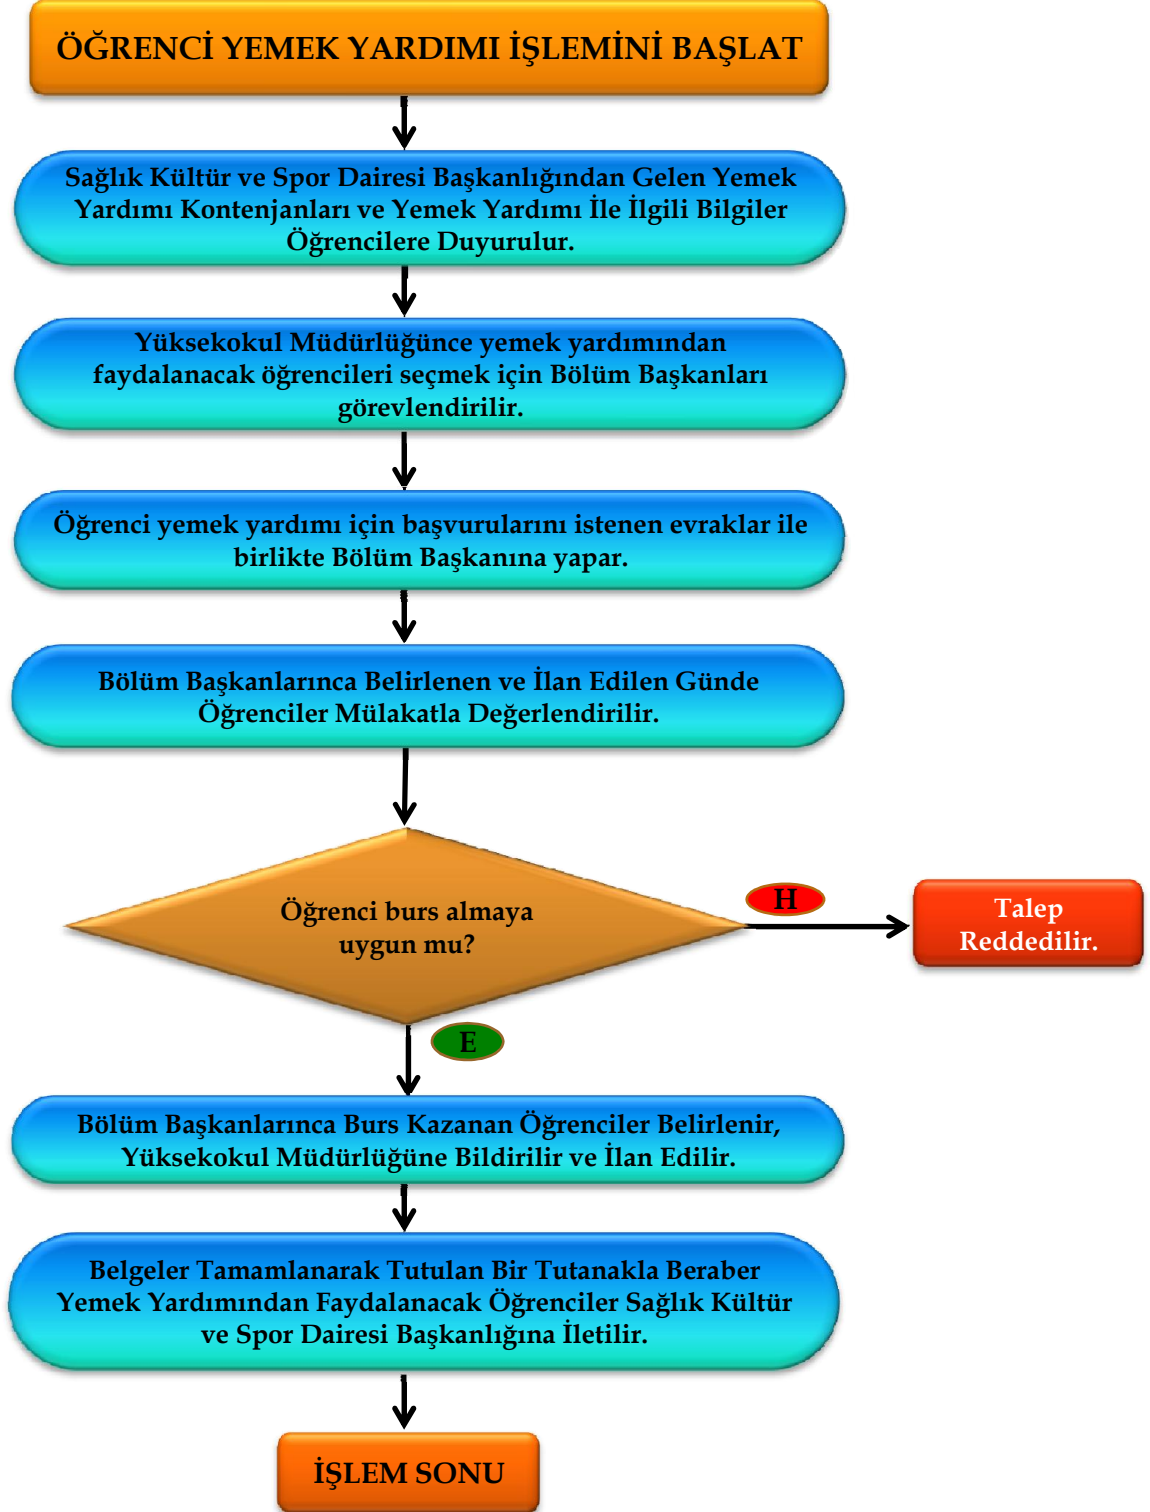 ÖĞRENCİ YEMEK YARDIMI İŞLEMİNİ BAŞLAT
Sağlık Kültür ve Spor Dairesi Başkanlığından Gelen Yemek
Yardımı Kontenjanları ve Yemek Yardımı İle İlgili Bilgiler
Öğrencilere Duyurulur.
Yüksekokul Müdürlüğünce yemek yardımından
faydalanacak öğrencileri seçmek için Bölüm Başkanları
görevlendirilir.
Öğrenci yemek yardımı için başvurularını istenen evraklar ile
birlikte Bölüm Başkanına yapar.
Bölüm Başkanlarınca Belirlenen ve İlan Edilen Günde
Öğrenciler Mülakatla Değerlendirilir.
Öğrenci burs almaya
uygun mu?
H
Talep
Reddedilir.
E
Bölüm Başkanlarınca Burs Kazanan Öğrenciler Belirlenir,
Yüksekokul Müdürlüğüne Bildirilir ve İlan Edilir.
Belgeler Tamamlanarak Tutulan Bir Tutanakla Beraber
Yemek Yardımından Faydalanacak Öğrenciler Sağlık Kültür
ve Spor Dairesi Başkanlığına İletilir.
İŞLEM SONU